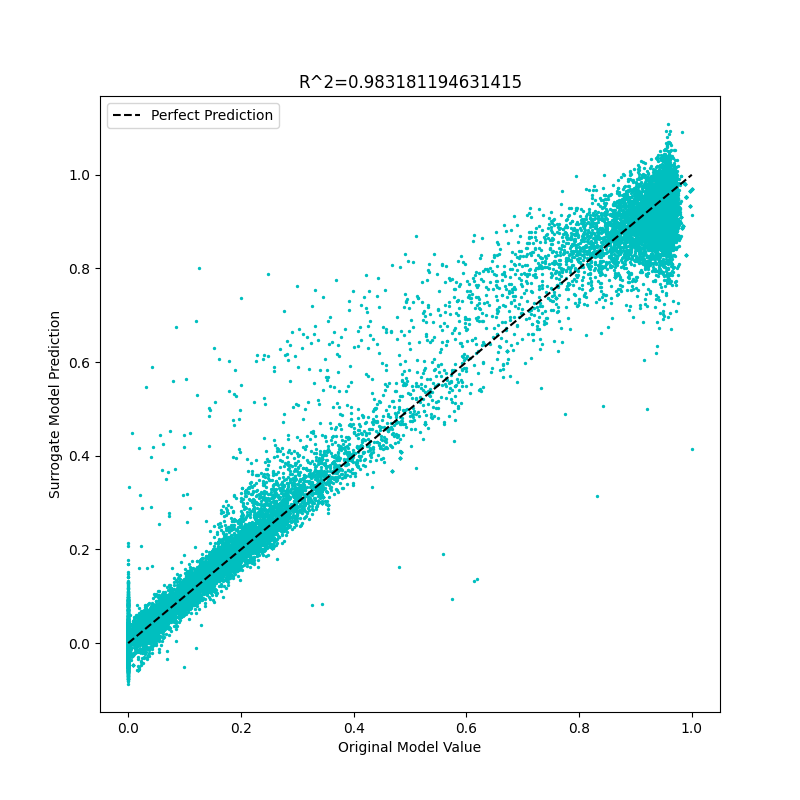 R^2=0.983181194631415
Perfect Prediction
Surrogate Model Prediction
1.0
0.8
0.6
0.4
0.2
0.0
0.0 0.2 0.4 0.6 0.8 1.0
Original Model Value